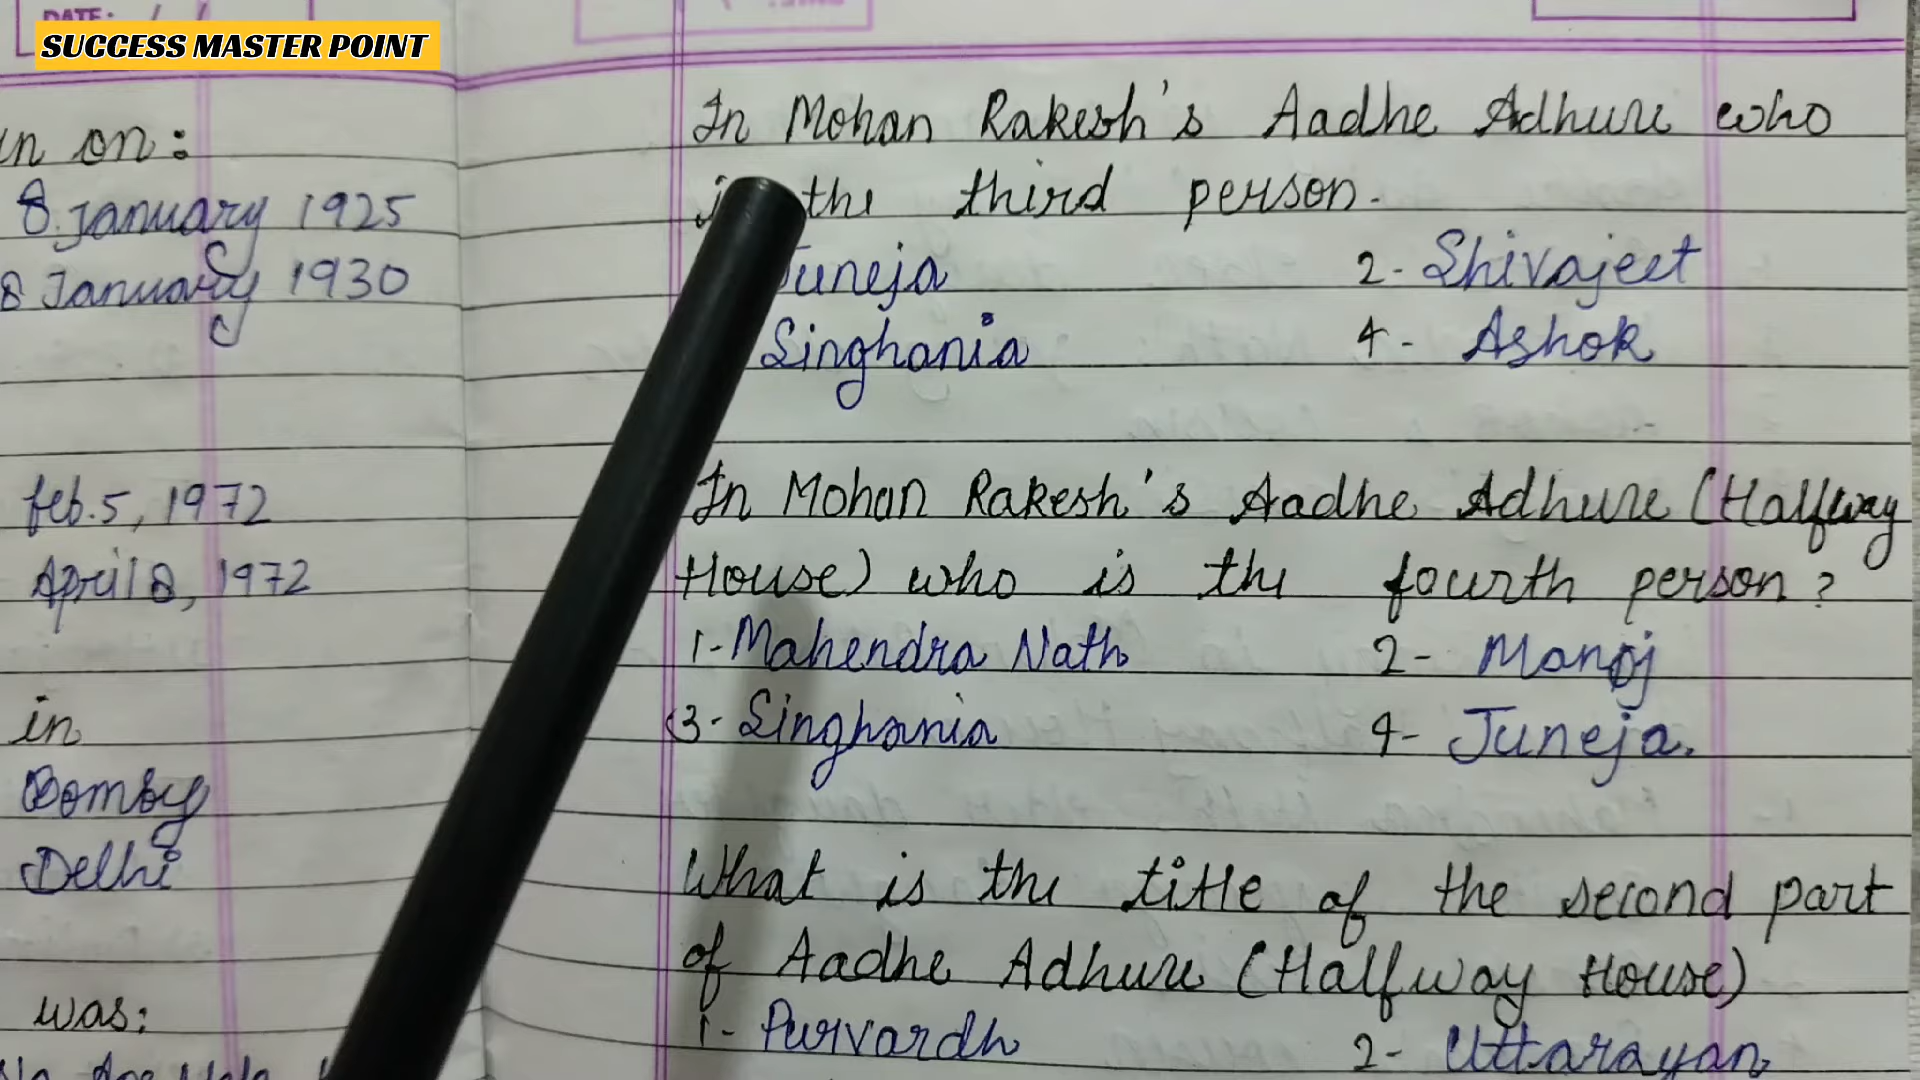 DATE:
SUCCESS MASTER POINT
n on:
8 January 1925
8 January 1930
feb. 5, 1972
April 8, 1972
in
Bomby
Delhi
was:
In Mohan Rakesh's Aadhe Adhure who
the third person.
Juneja 2- Shivajeet
Singhania 4- Ashok
In Mohan Rakesh's Aadhe Adhure (Halfway
House) who is the fourth person?
1- Mahendra Nath 2- Manoj
3- Singhania 4- Juneja.
What is the title of the second part
of Aadhe Adhure (Halfway House)
1- Purvardh 2- Uttarayan